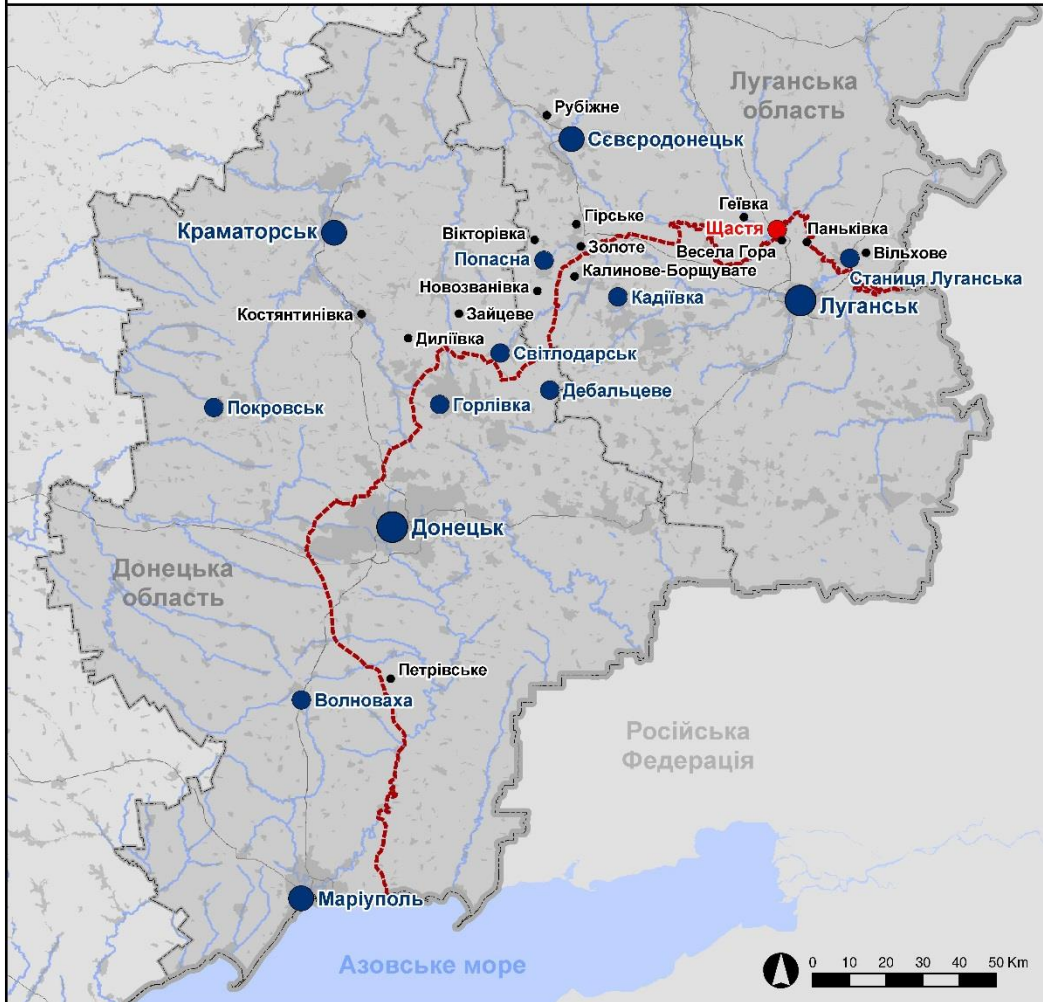 Луганська
область
Рубіжне
Сєвєродонецьк
Геївка
Гірське
Щастя
Паньківка
Краматорськ
Вікторівка
Золоте
Весела Гора
Вільхове
Попасна
Калинове-Борщувате
Станиця Луганська
Новозванівка
Кадіївка
Луганськ
Костянтинівка
Зайцеве
Диліївка
Світлодарськ
Дебальцеве
Покровськ
Горлівка
Донецьк
Донецька
область
Петрівське
Волноваха
Російська
Федерація
Маріуполь
Азовське море
0 10 20 30 40 50 Km